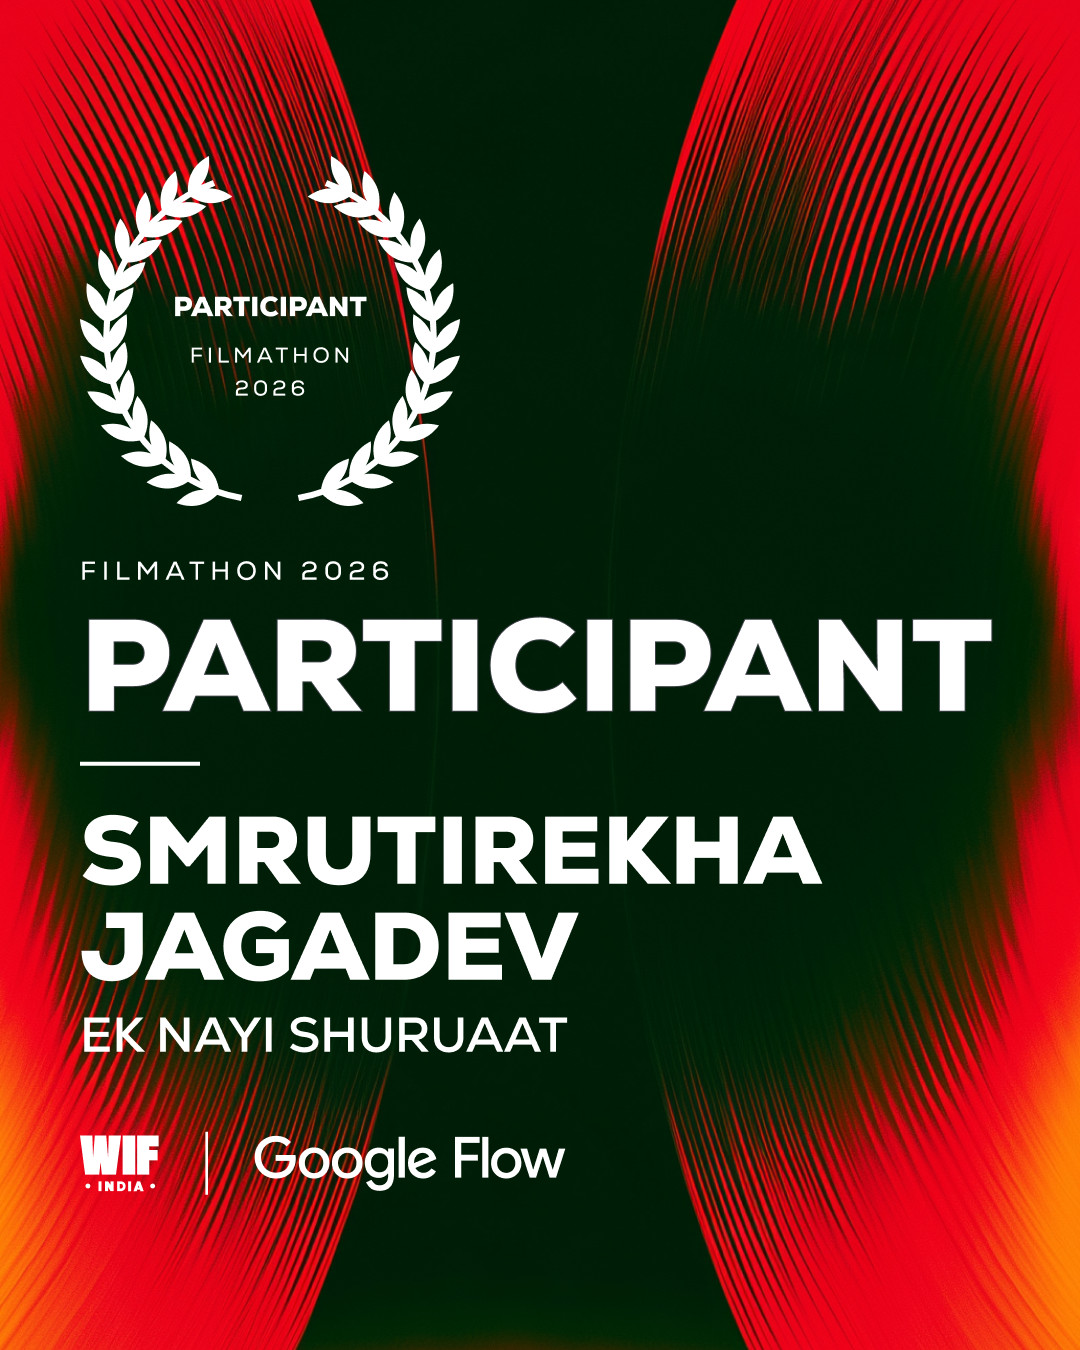 PARTICIPANT
FILMATHON
2026
FILMATHON 2026
PARTICIPANT
SMRUTIREKHA
JAGADEV
EK NAYI SHURUAAT
WIF
• INDIA •
Google Flow